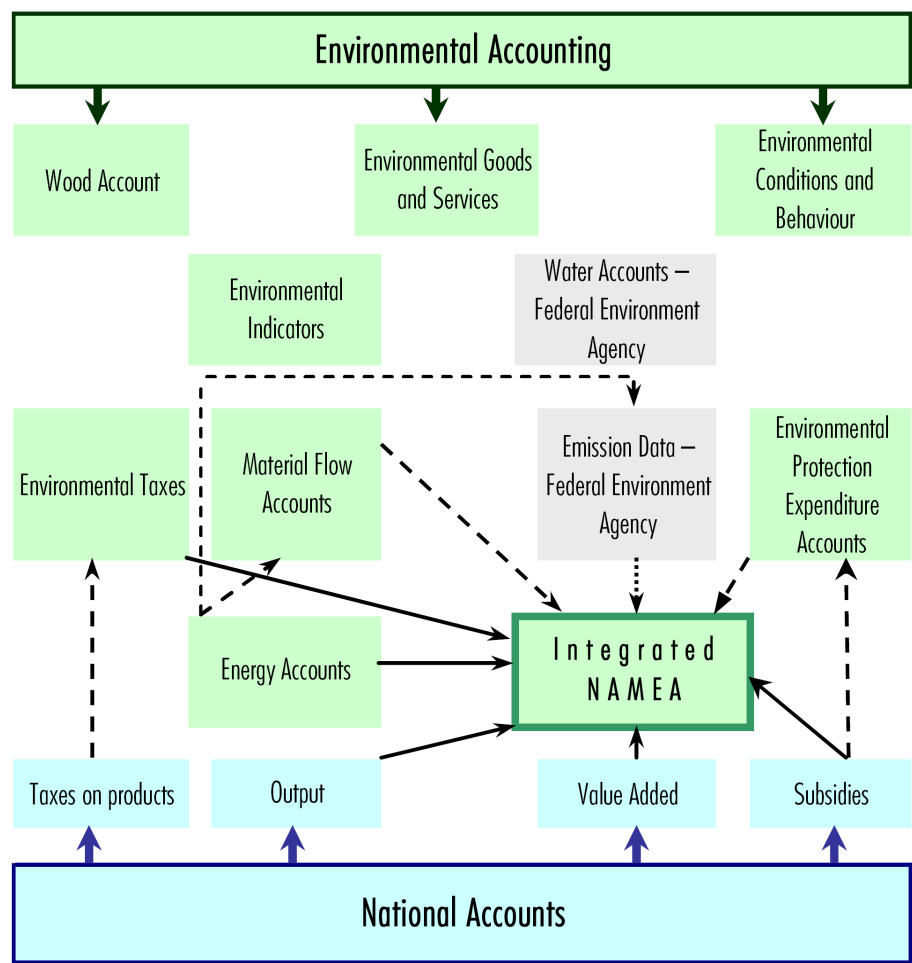 Environmental Accounting
Wood Account
Environmental Goods
and Services
Environmental
Conditions and
Behaviour
Environmental
Indicators
Water Accounts –
Federal Environment
Agency
Environmental Taxes
Material Flow
Accounts
Emission Data –
Federal Environment
Agency
Environmental
Protection
Expenditure
Accounts
Energy Accounts
Integrated
NAMEA
Taxes on products
Output
Value Added
Subsidies
National Accounts